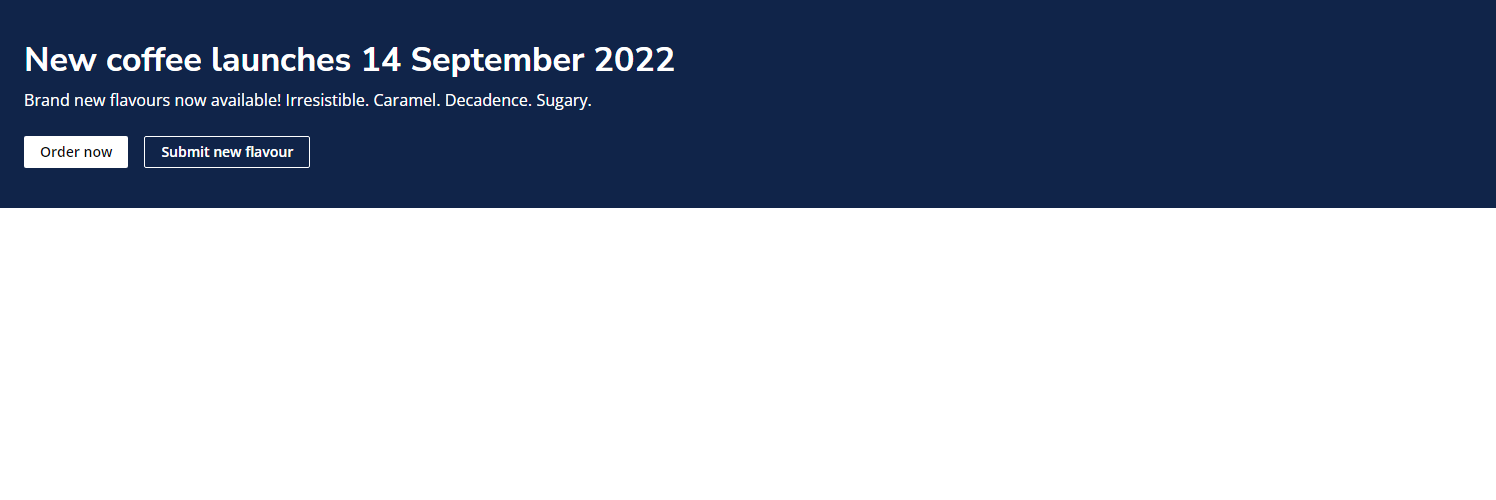 New coffee launches 14 September 2022
Brand new flavours now available! Irresistible. Caramel. Decadence. Sugary.
Order now
Submit new flavour